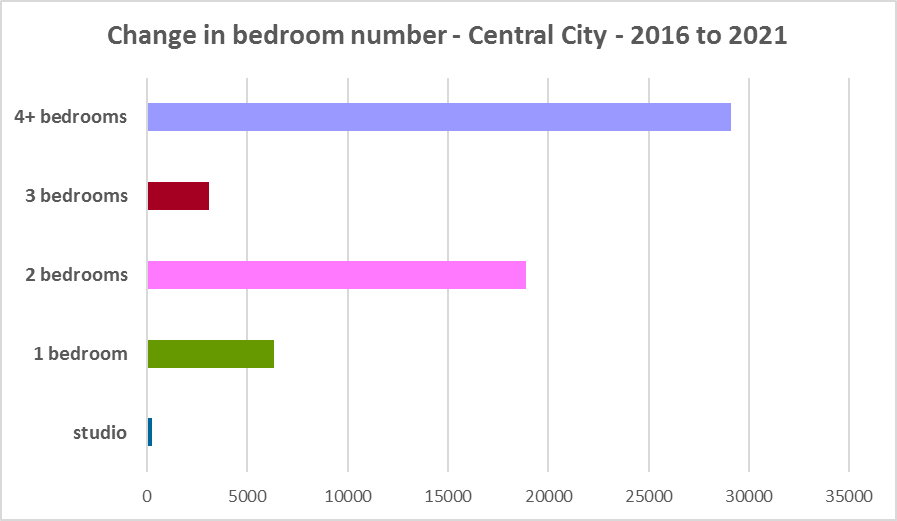 Change in bedroom number - Central City - 2016 to 2021
4+ bedrooms
3 bedrooms
2 bedrooms
1 bedroom
studio
0 5000 10000 15000 20000 25000 30000 35000